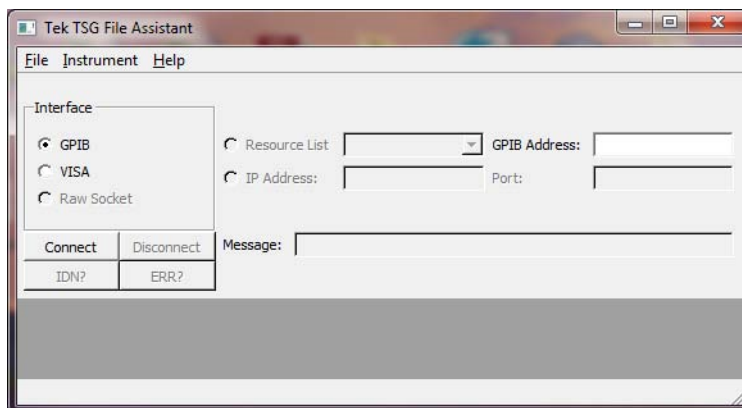 Tek TSG File Assistant
File Instrument Help
Interface
GPIB
VISA
Raw Socket
Resource List
GPIB Address:
IP Address:
Port:
Connect Disconnect
Message:
IDN? ERR?